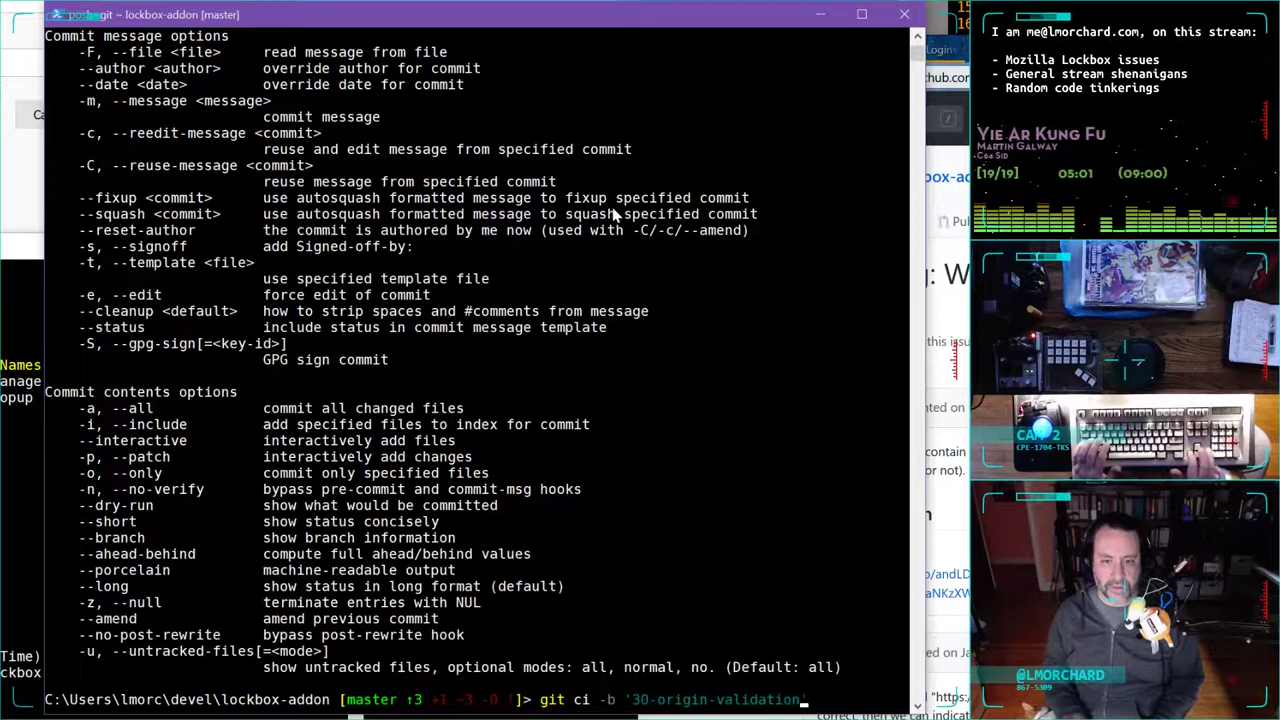 posh~git ~ lockbox-addon [master]
Commit message options
-F, --file <file> read message from file
--author <author> override author for commit
--date <date> override date for commit
-m, --message <message>
commit message
-c, --reedit-message <commit>
reuse and edit message from specified commit
-C, --reuse-message <commit>
reuse message from specified commit
--fixup <commit> use autosquash formatted message to fixup specified commit
--squash <commit> use autosquash formatted message to squash specified commit
--reset-author the commit is authored by me now (used with -C/-c/--amend)
-s, --signoff add Signed-off-by:
-t, --template <file>
use specified template file
-e, --edit force edit of commit
--cleanup <default> how to strip spaces and #comments from message
--status include status in commit message template
-S, --gpg-sign[=<key-id>]
GPG sign commit
Commit contents options
-a, --all commit all changed files
-i, --include add specified files to index for commit
--interactive interactively add files
-p, --patch interactively add changes
-o, --only commit only specified files
-n, --no-verify bypass pre-commit and commit-msg hooks
--dry-run show what would be committed
--short show status concisely
--branch show branch information
--ahead-behind compute full ahead/behind values
--porcelain machine-readable output
--long show status in long format (default)
-z, --null terminate entries with NUL
--amend amend previous commit
--no-post-rewrite bypass post-rewrite hook
-u, --untracked-files[=<mode>]
show untracked files, optional modes: all, normal, no. (Default: all)
C:\Users\lmorc\devel\lockbox-addon [master ↑3 +1 ~3 -0 !]> git ci -b '30-origin-validation'
Names
anage
opup
Time)
ckbox
Ca
Logins
hub.com
box-ad
Pul
g: W
this issu
nted on
contain
or not).
n
b/andLD
aNKzXW
ed on Ja
"https:/
correct, then we can indicat
I am me@lmorchard.com, on this stream:
- Mozilla Lockbox issues
- General stream shenanigans
- Random code tinkerings
Yie Ar Kung Fu
Martin Galway
C64 Sid
[19/19] 05:01 (09:00)
CAM 2
CPE-1704-TKS
@LMORCHARD
867-5309